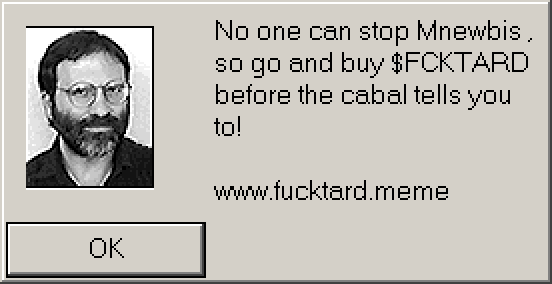 No one can stop Mnewbis ,
so go and buy $FCKTARD
before the cabal tells you
to!
www.fucktard.meme
OK